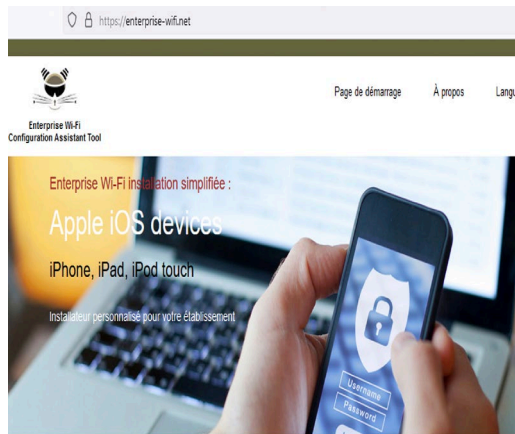 https://enterprise-wifi.net
Page de démarrage
À propos
Langu
Enterprise Wi-Fi
Configuration Assistant Tool
Enterprise Wi-Fi installation simplifiée :
Apple iOS devices
iPhone, iPad, iPod touch
Installateur personnalisé pour votre établissement
Username
Password